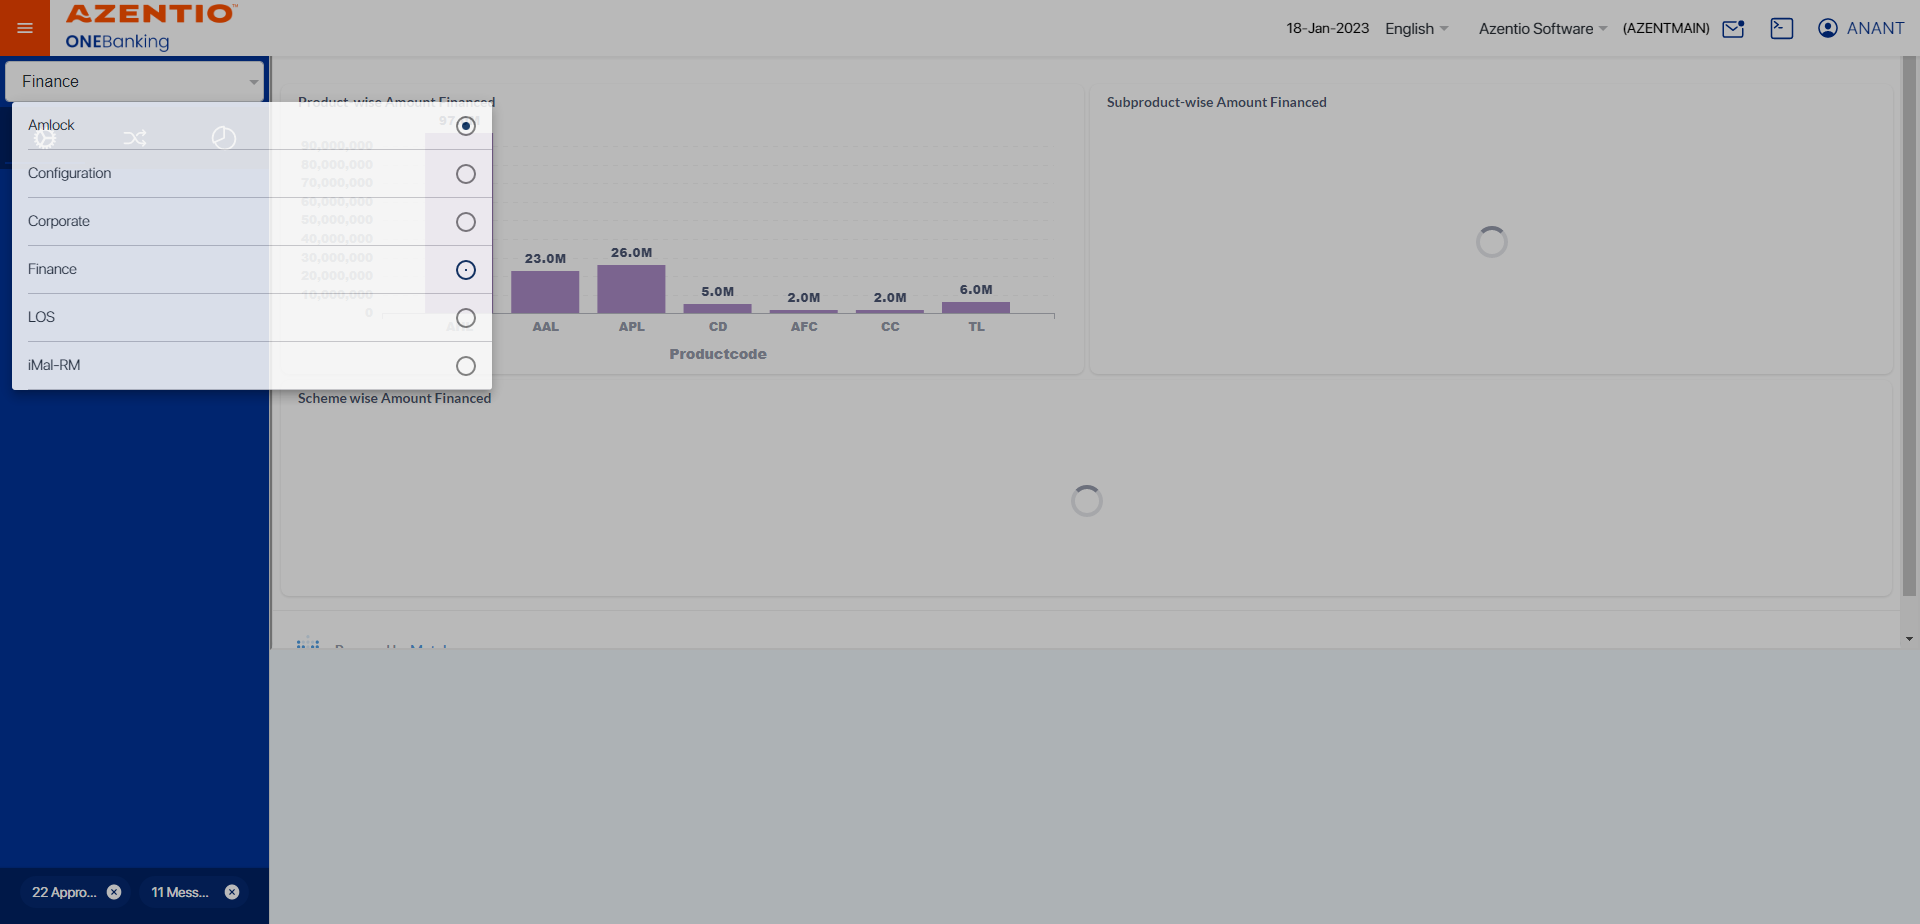 AZENTIO™
ONEBanking
18-Jan-2023
English
Azentio Software
(AZENTMAIN)
ANANT
Finance
Amlock
Configuration
Corporate
Finance
LOS
iMal-RM
Product-wise Amount Financed
90,000,000
80,000,000
70,000,000
60,000,000
50,000,000
40,000,000
30,000,000
20,000,000
10,000,000
0
23.0M
26.0M
5.0M
2.0M
2.0M
6.0M
AAL
APL
CD
AFC
CC
TL
Productcode
Subproduct-wise Amount Financed
Scheme wise Amount Financed
22 Appro...
11 Mess...